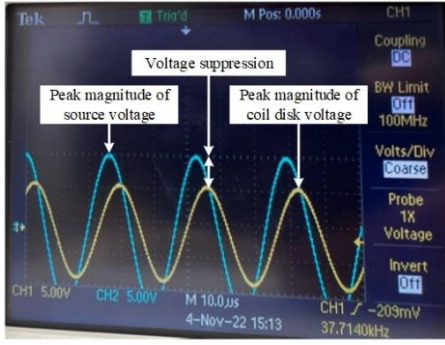 Tek
T Trig'd
M Pos: 0.000s
CH1
Coupling
DC
BW Limit
Off
100MHz
Volts/Div
Coarse
Probe
1X
Voltage
Invert
Off
Voltage suppression
Peak magnitude of
source voltage
Peak magnitude of
coil disk voltage
CH1 5.00V
CH2 5.00V
M 10.0µs
CH1 ∫ -209mV
4-Nov-22 15:13
37.7140kHz